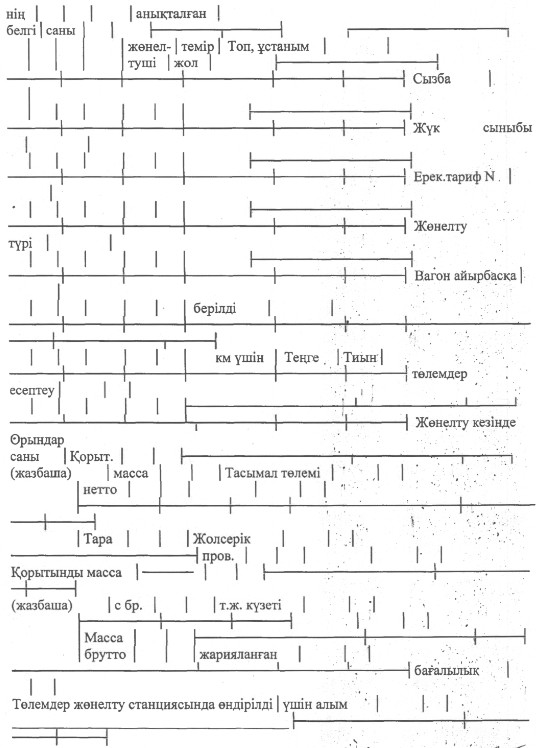 нің анықталған
белгі саны
жөнел- темір Топ, ұстаным
туші жол
Сызба
Жүк сыныбы
Ерек.тариф N
Жөнелту
түрі
Вагон айырбасқа
берілді
км үшін Теңге Тиын
төлемдер
есептеу
Жөнелту кезінде
Өрындар
саны Қорыт.
(жазбаша) масса Тасымал төлемі
нетто
Тара Жолсерік
пров.
Қорытынды масса
(жазбаша) с бр. т.ж. күзеті
Масса
брутто жарияланған
бағалылық
Төлемдер жөнелту станциясында өндірілді үшін алым